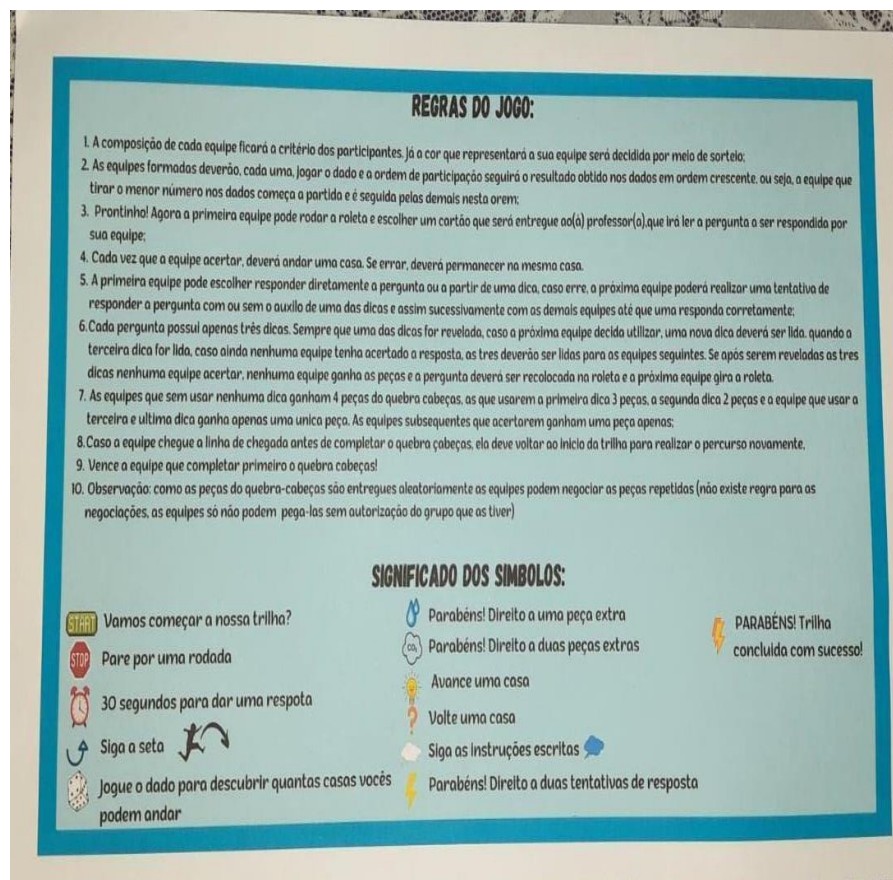 REGRAS DO JOGO:
1. A composição de cada equipe ficará a critério dos participantes. Já a cor que representará a sua equipe será decidida por meio de sorteio;
2. As equipes formadas deverão, cada uma, jogar o dado e a ordem de participação seguirá o resultado obtido nos dados em ordem crescente, ou seja, a equipe que
tirar o menor número nos dados começa a partida e é seguida pelas demais nesta orem;
3. Prontinho! Agora a primeira equipe pode rodar a roleta e escolher um cartão que será entregue ao(à) professor(a),que irá ler a pergunta a ser respondida por
sua equipe;
4. Cada vez que a equipe acertar, deverá andar uma casa. Se errar, deverá permanecer na mesma casa.
5. A primeira equipe pode escolher responder diretamente a pergunta ou a partir de uma dica, caso erre, a próxima equipe poderá realizar uma tentativa de
responder a pergunta com ou sem o auxilo de uma das dicas e assim sucessivamente com as demais equipes até que uma responda corretamente;
6.Cada pergunta possui apenas três dicas. Sempre que uma das dicas for revelada, caso a próxima equipe decida utilizar, uma nova dica deverá ser lida, quando a
terceira dica for lida, caso ainda nenhuma equipe tenha acertado a resposta, as tres deverão ser lidas para as equipes seguintes. Se após serem reveladas as tres
dicas nenhuma equipe acertar, nenhuma equipe ganha as peças e a pergunta deverá ser recolocada na roleta e a próxima equipe gira a roleta.
7. As equipes que sem usar nenhuma dica ganham 4 peças do quebra cabeças, as que usarem a primeira dica 3 peças, a segunda dica 2 peças e a equipe que usar a
terceira e ultima dica ganha apenas uma unica peça. As equipes subsequentes que acertarem ganham uma peça apenas;
8.Caso a equipe chegue a linha de chegada antes de completar o quebra çabeças, ela deve voltar ao inicio da trilha para realizar o percurso novamente.
9. Vence a equipe que completar primeiro o quebra cabeças!
10. Observação: como as peças do quebra-cabeças são entregues aleatoriamente as equipes podem negociar as peças repetidas (não existe regra para as
negociações, as equipes só não podem pega-las sem autorização do grupo que as tiver)
SIGNIFICADO DOS SIMBOLOS:
START Vamos começar a nossa trilha?
STOP Pare por uma rodada
30 segundos para dar uma respota
Siga a seta
Jogue o dado para descubrir quantas casas vocês
podem andar
Parabéns! Direito a uma peça extra
CO₂ Parabéns! Direito a duas peças extras
Avance uma casa
Volte uma casa
Siga as instruções escritas
Parabéns! Direito a duas tentativas de resposta
PARABÉNS! Trilha
concluida com sucesso!